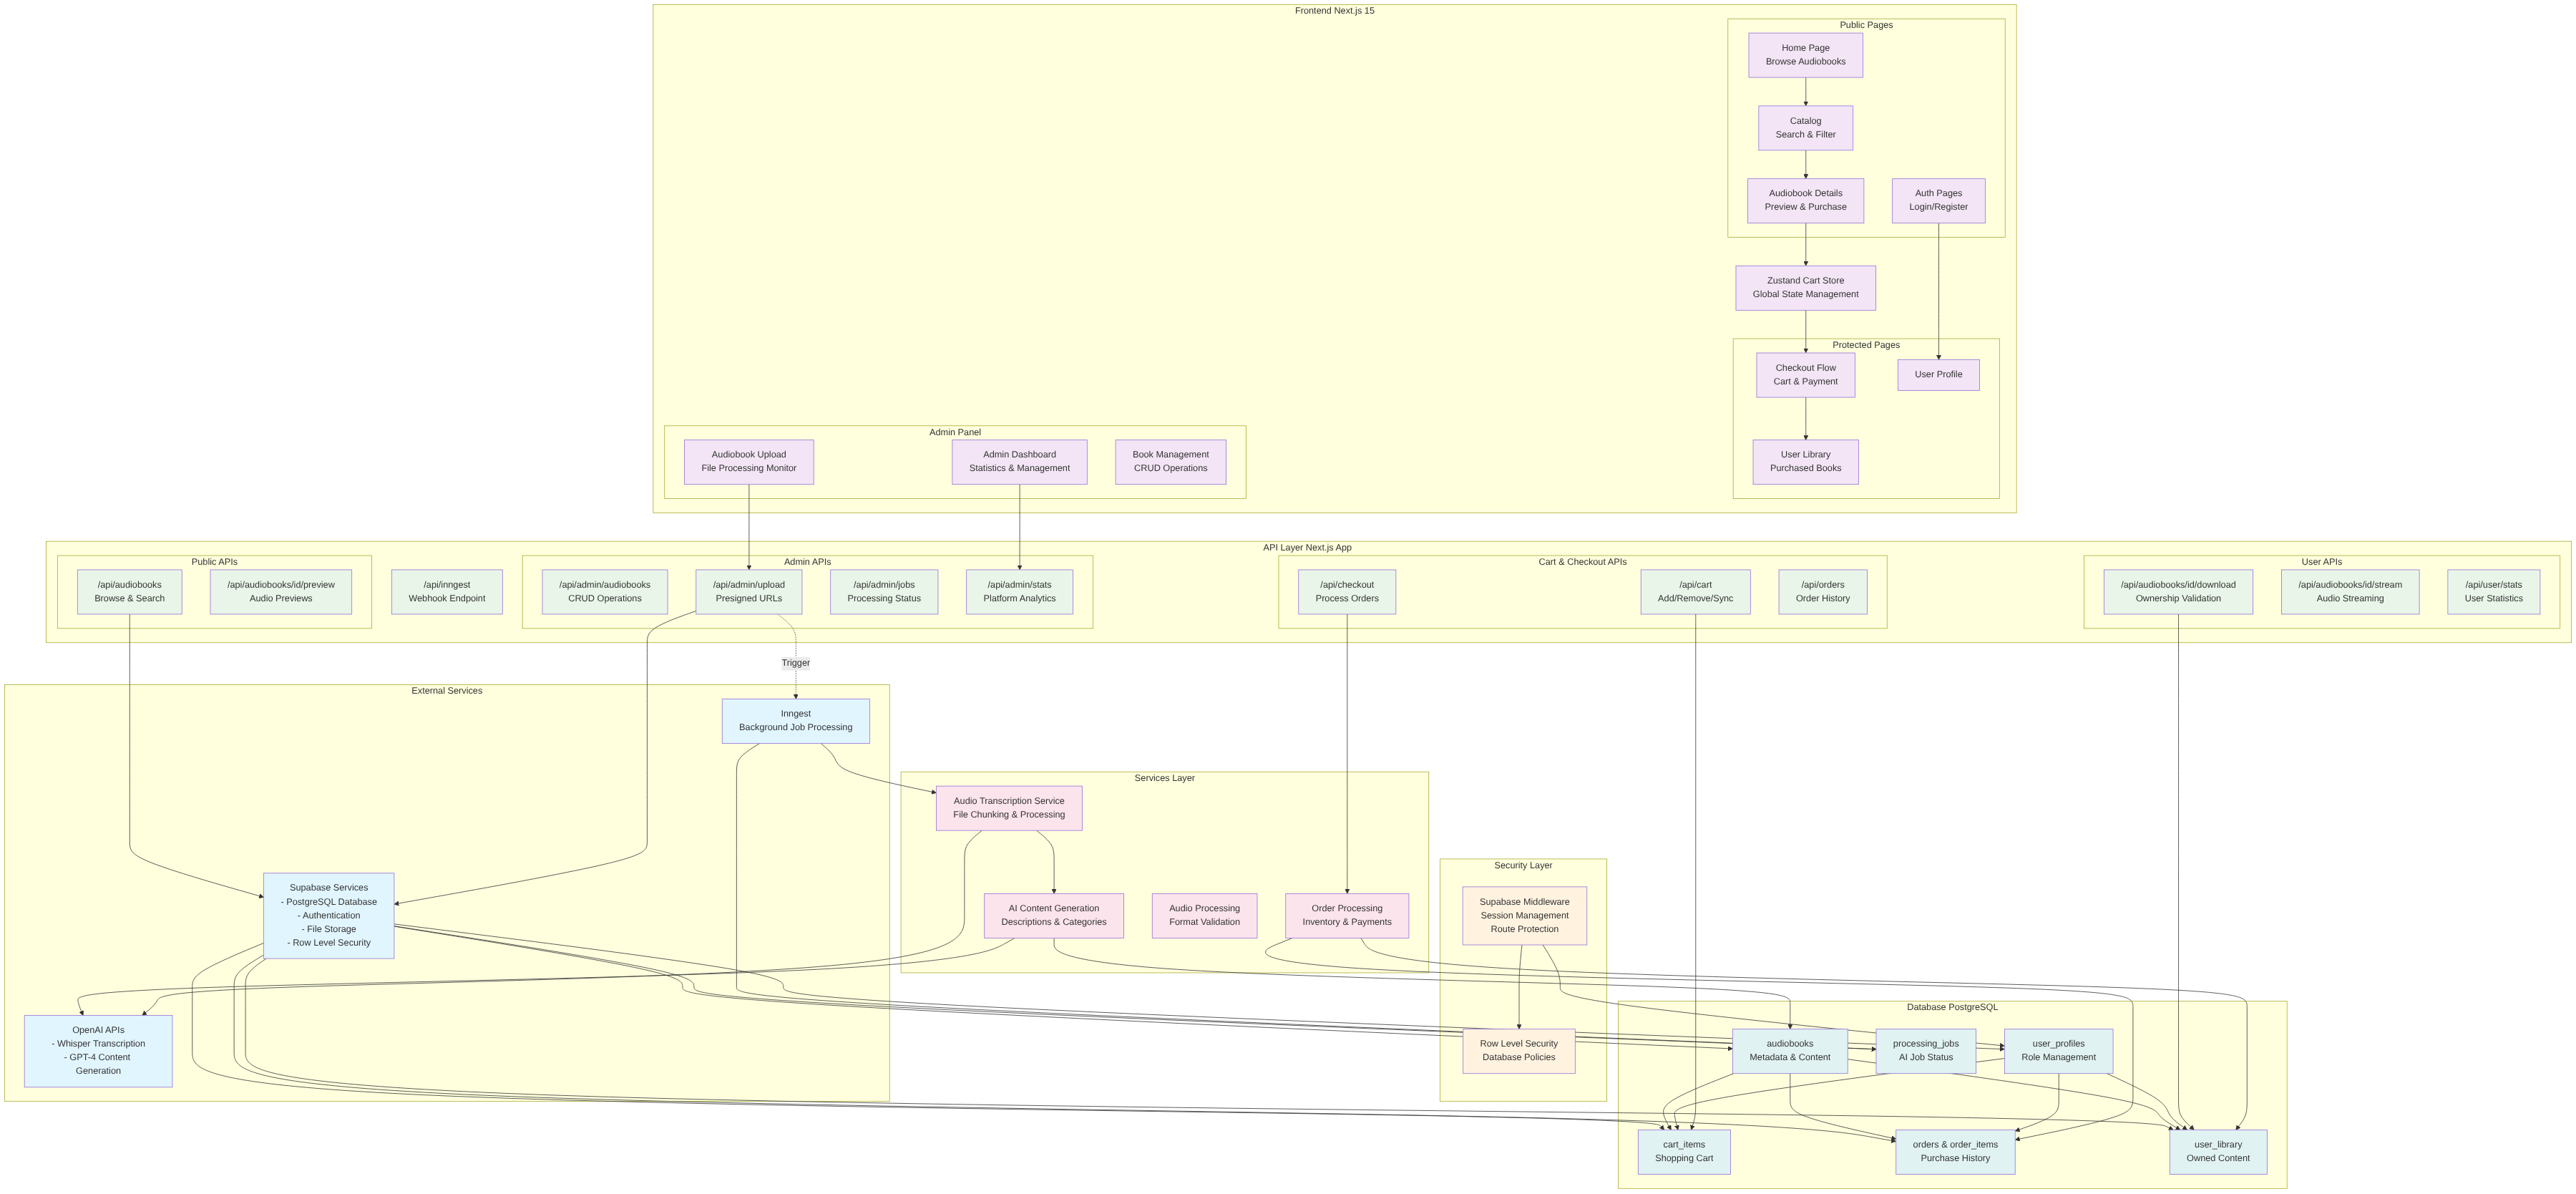 Frontend Next.js 15
Public Pages
Home Page
Browse Audiobooks
Catalog
Search & Filter
Audiobook Details
Preview & Purchase
Auth Pages
Login/Register
Zustand Cart Store
Global State Management
Protected Pages
Checkout Flow
Cart & Payment
User Profile
User Library
Purchased Books
Admin Panel
Audiobook Upload
File Processing Monitor
Admin Dashboard
Statistics & Management
Book Management
CRUD Operations
API Layer Next.js App
Public APIs
/api/audiobooks
Browse & Search
/api/audiobooks/id/preview
Audio Previews
/api/inngest
Webhook Endpoint
Admin APIs
/api/admin/audiobooks
CRUD Operations
/api/admin/upload
Presigned URLs
/api/admin/jobs
Processing Status
/api/admin/stats
Platform Analytics
Cart & Checkout APIs
/api/checkout
Process Orders
/api/cart
Add/Remove/Sync
/api/orders
Order History
User APIs
/api/audiobooks/id/download
Ownership Validation
/api/audiobooks/id/stream
Audio Streaming
/api/user/stats
User Statistics
Trigger
External Services
Inngest
Background Job Processing
Supabase Services
- PostgreSQL Database
- Authentication
- File Storage
- Row Level Security
OpenAI APIs
- Whisper Transcription
- GPT-4 Content
Generation
Services Layer
Audio Transcription Service
File Chunking & Processing
AI Content Generation
Descriptions & Categories
Audio Processing
Format Validation
Order Processing
Inventory & Payments
Security Layer
Supabase Middleware
Session Management
Route Protection
Row Level Security
Database Policies
Database PostgreSQL
audiobooks
Metadata & Content
processing_jobs
AI Job Status
user_profiles
Role Management
cart_items
Shopping Cart
orders & order_items
Purchase History
user_library
Owned Content